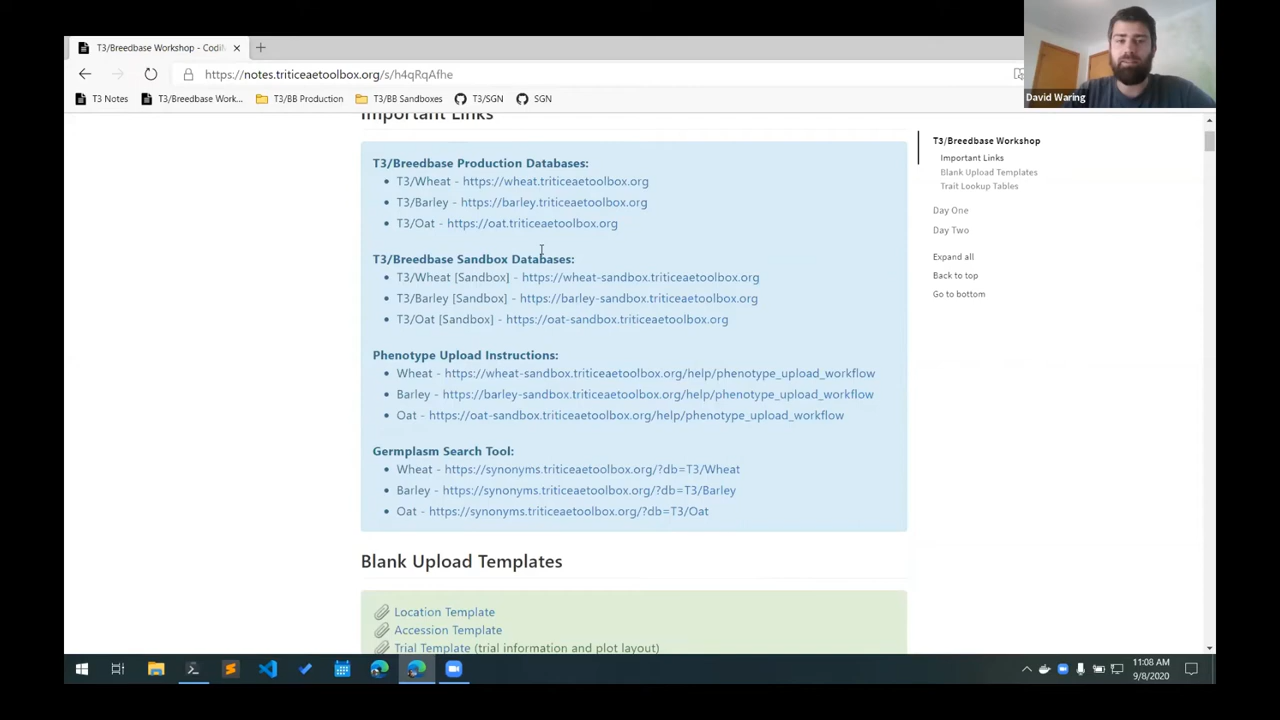 T3/Breedbase Workshop - CodiM
https://notes.triticeaetoolbox.org/s/h4qRqAfhe
T3 Notes
T3/Breedbase Work...
T3/BB Production
T3/BB Sandboxes
T3/SGN
SGN
David Waring
Important Links
T3/Breedbase Production Databases:
T3/Wheat - https://wheat.triticeaetoolbox.org
T3/Barley - https://barley.triticeaetoolbox.org
T3/Oat - https://oat.triticeaetoolbox.org
T3/Breedbase Sandbox Databases:
T3/Wheat [Sandbox] - https://wheat-sandbox.triticeaetoolbox.org
T3/Barley [Sandbox] - https://barley-sandbox.triticeaetoolbox.org
T3/Oat [Sandbox] - https://oat-sandbox.triticeaetoolbox.org
Phenotype Upload Instructions:
Wheat - https://wheat-sandbox.triticeaetoolbox.org/help/phenotype_upload_workflow
Barley - https://barley-sandbox.triticeaetoolbox.org/help/phenotype_upload_workflow
Oat - https://oat-sandbox.triticeaetoolbox.org/help/phenotype_upload_workflow
Germplasm Search Tool:
Wheat - https://synonyms.triticeaetoolbox.org/?db=T3/Wheat
Barley - https://synonyms.triticeaetoolbox.org/?db=T3/Barley
Oat - https://synonyms.triticeaetoolbox.org/?db=T3/Oat
Blank Upload Templates
Location Template
Accession Template
Trial Template (trial information and plot layout)
T3/Breedbase Workshop
Important Links
Blank Upload Templates
Trait Lookup Tables
Day One
Day Two
Expand all
Back to top
Go to bottom
11:08 AM
9/8/2020